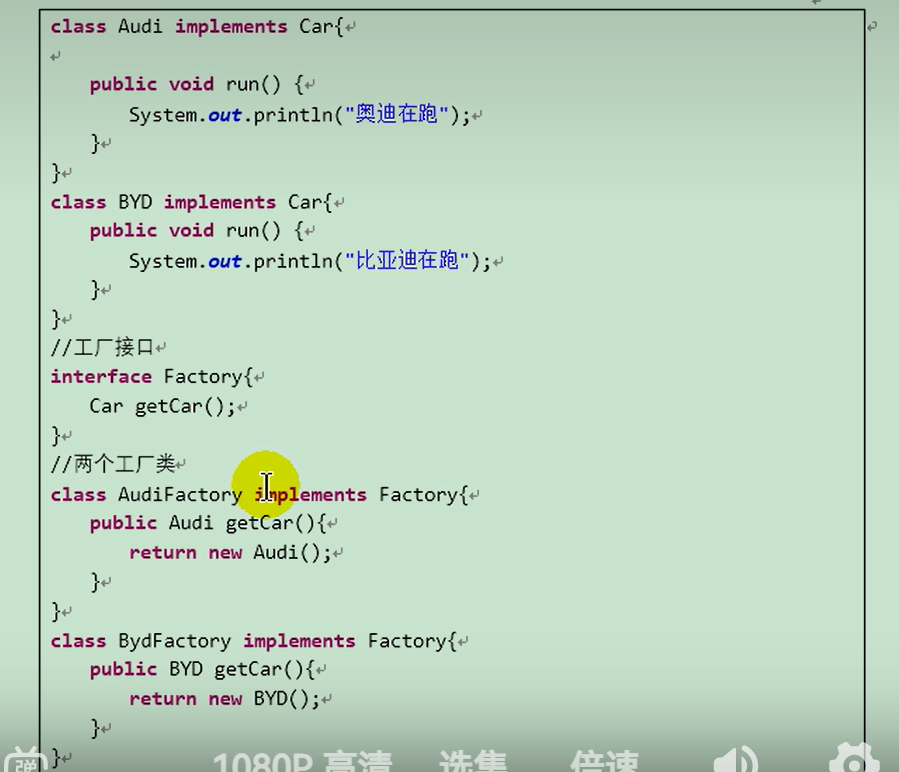 class Audi implements Car{
public void run() {
System.out.println("奥迪在跑");
}
}
class BYD implements Car{
public void run() {
System.out.println("比亚迪在跑");
}
}
//工厂接口
interface Factory{
Car getCar();
}
//两个工厂类
class AudiFactory implements Factory{
public Audi getCar(){
return new Audi();
}
}
class BydFactory implements Factory{
public BYD getCar(){
return new BYD();
}
}
弹 1080P 高清 选集 倍速